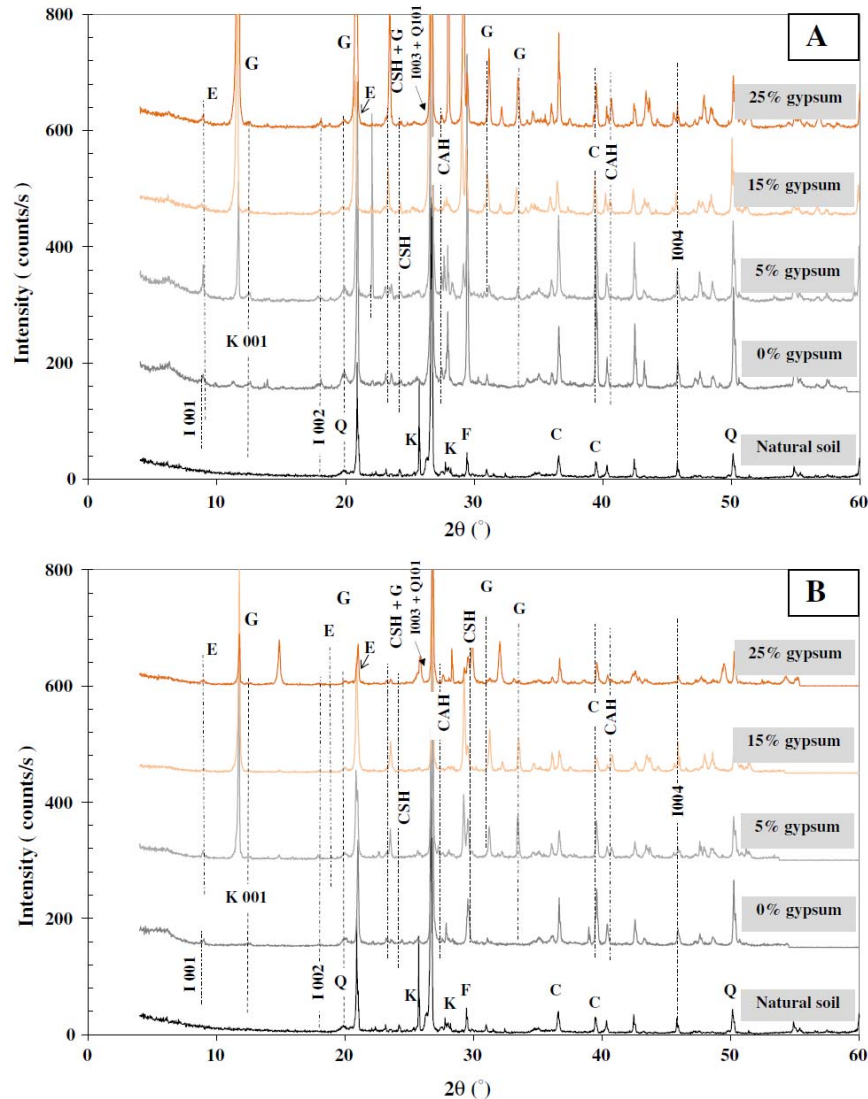 800
A
G
G
CSH + G
I003 + Q101
G
G
E
E
25% gypsum
600
CAH
C
CAH
15% gypsum
400
CSH
I004
5% gypsum
K 001
0% gypsum
200
I 001
I 002
Q
K
K
F
C
C
Q
Natural soil
0
0 10 20 30 40 50 60
2θ (°)
Intensity ( counts/s )
800
B
G
G
E
E
E
CSH + G
I003 + Q101
CSH
G
G
25% gypsum
600
CAH
C
CAH
15% gypsum
400
CSH
I004
5% gypsum
K 001
0% gypsum
200
I 001
I 002
Q
K
K
F
C
C
Q
Natural soil
0
0 10 20 30 40 50 60
2θ (°)
Intensity ( counts/s )